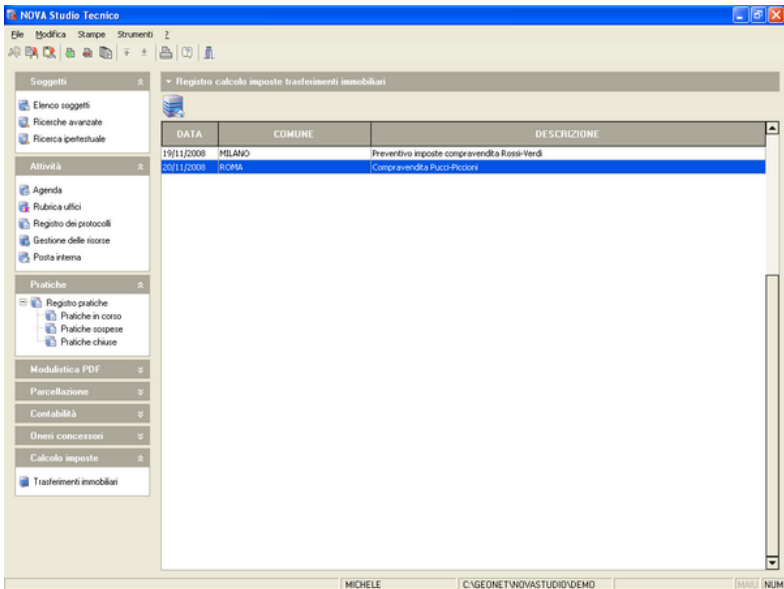 NOVA Studio Tecnico
File Modifica Stampe Strumenti ?
Soggetti
Elenco soggetti
Ricerche avanzate
Ricerca ipertestuale
Attività
Agenda
Rubrica uffici
Registro dei protocolli
Gestione delle risorse
Posta interna
Pratiche
Registro pratiche
Pratiche in corso
Pratiche sospese
Pratiche chiuse
Modulistica PDF
Parcellazione
Contabilità
Oneri concessori
Calcolo imposte
Trasferimenti immobiliari
Registro calcolo imposte trasferimenti immobiliari
DATA COMUNE DESCRIZIONE
19/11/2008 MILANO Preventivo imposte compravendita Rossi-Verdi
20/11/2008 ROMA Compravendita Pucci-Piccioni
MICHELE C:\GEONET\NOVASTUDIO\DEMO MAIU NUM